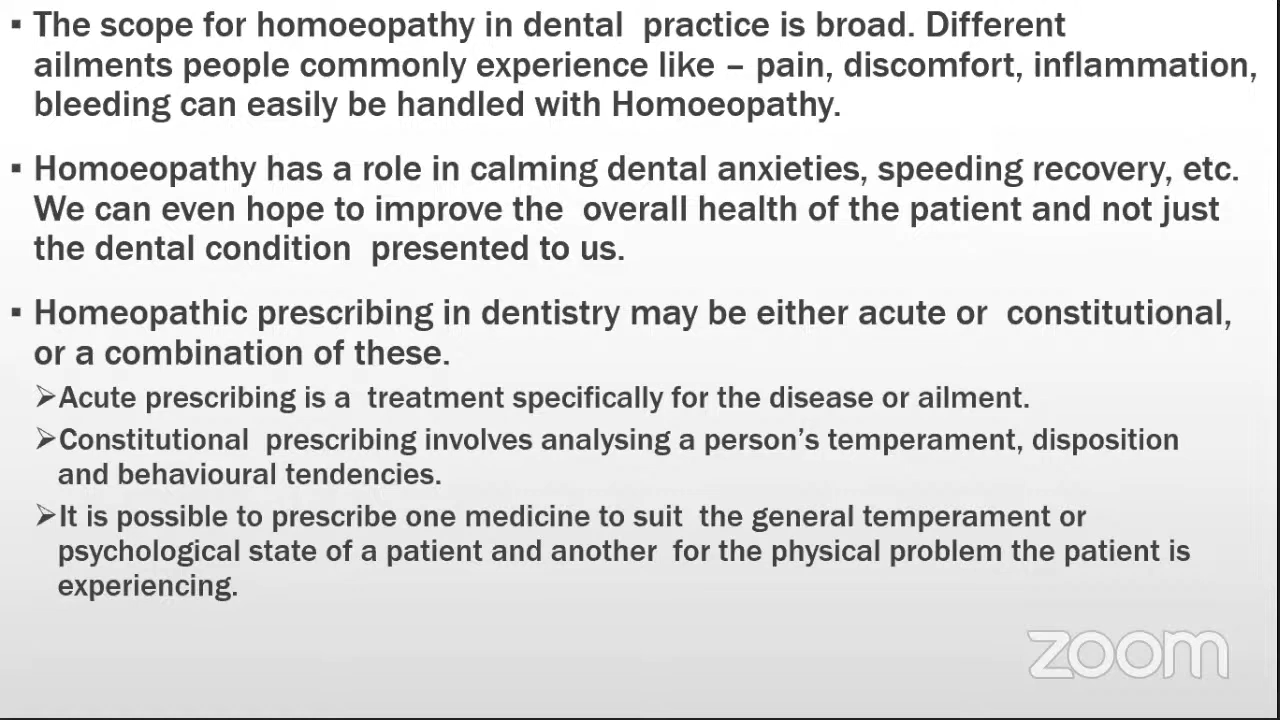 ▪ The scope for homoeopathy in dental practice is broad. Different
ailments people commonly experience like – pain, discomfort, inflammation,
bleeding can easily be handled with Homoeopathy.
▪ Homoeopathy has a role in calming dental anxieties, speeding recovery, etc.
We can even hope to improve the overall health of the patient and not just
the dental condition presented to us.
▪ Homeopathic prescribing in dentistry may be either acute or constitutional,
or a combination of these.
➢Acute prescribing is a treatment specifically for the disease or ailment.
➢Constitutional prescribing involves analysing a person’s temperament, disposition
and behavioural tendencies.
➢It is possible to prescribe one medicine to suit the general temperament or
psychological state of a patient and another for the physical problem the patient is
experiencing.
zoom